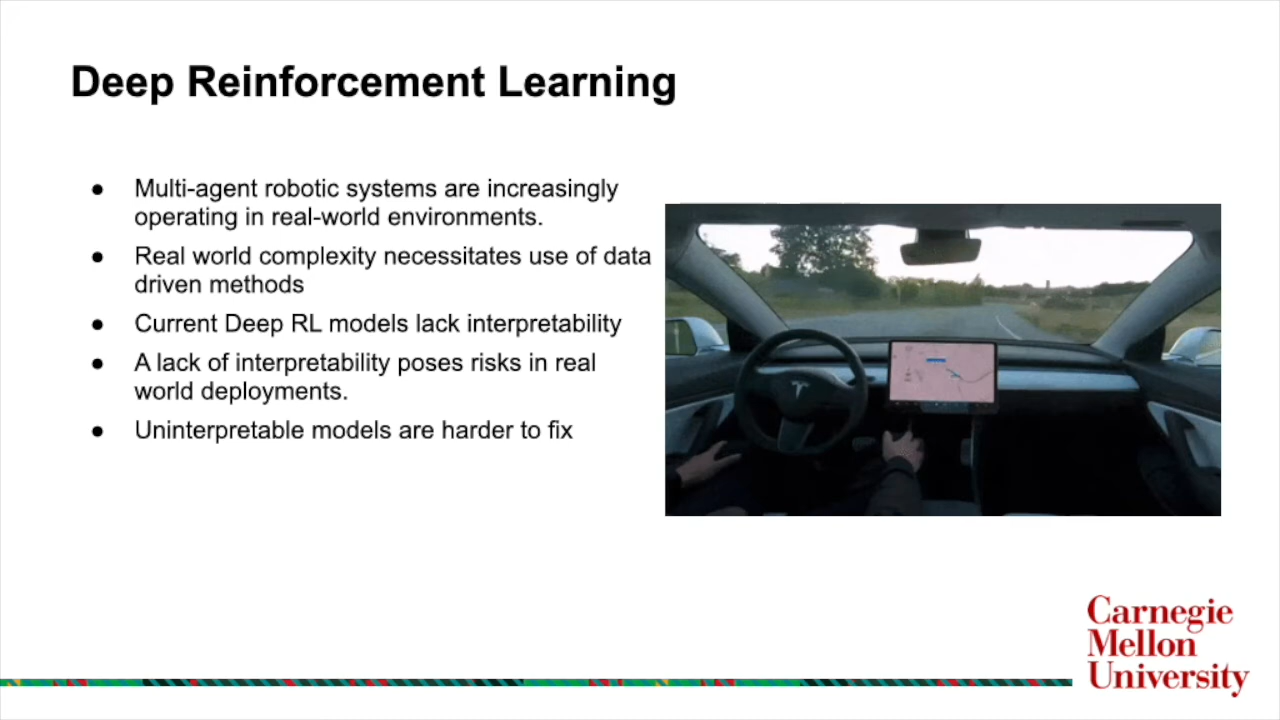 Deep Reinforcement Learning
● Multi-agent robotic systems are increasingly
operating in real-world environments.
● Real world complexity necessitates use of data
driven methods
● Current Deep RL models lack interpretability
● A lack of interpretability poses risks in real
world deployments.
● Uninterpretable models are harder to fix
Carnegie
Mellon
University